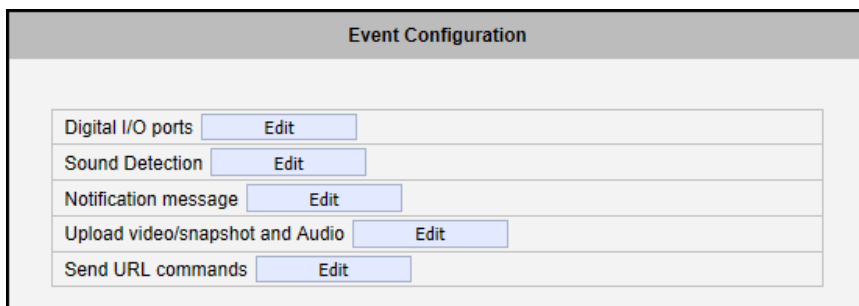 Event Configuration
Digital I/O ports Edit
Sound Detection Edit
Notification message Edit
Upload video/snapshot and Audio Edit
Send URL commands Edit